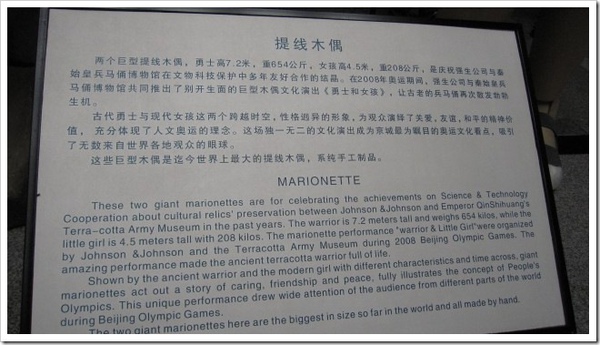 提线木偶
两个巨型提线木偶，勇士高7.2米，重654公斤，女孩高4.5米，重208公斤，是庆祝强生公司与秦
始皇兵马俑博物馆在文物科技保护中多年友好合作的结晶。在2008年奥运期间，强生公司与秦始皇兵
马俑博物馆共同推出了别开生面的巨型木偶文化演出《勇士和女孩》，让古老的兵马俑再次散发勃勃
生机。
古代勇士与现代女孩这两个跨越时空，性格迥异的形象，为观众演绎了关爱，友谊，和平的精神价
值，充分体现了人文奥运的理念。这场独一无二的文化演出成为京城最为瞩目的奥运文化看点，吸引
了无数来自世界各地观众的眼球。
这些巨型木偶是迄今世界上最大的提线木偶，系纯手工制品。
MARIONETTE
These two giant marionettes are for celebrating the achievements on Science & Technology
Cooperation about cultural relics' preservation between Johnson &Johnson and Emperor QinShihuang's
Terra-cotta Army Museum in the past years. The warrior is 7.2 meters tall and weighs 654 kilos, while the
little girl is 4.5 meters tall with 208 kilos. The marionette performance "warrior & Little Girl"were organized
by Johnson &Johnson and the Terracotta Army Museum during 2008 Beijing Olympic Games. The
amazing performance made the ancient terracotta warrior full of life.
Shown by the ancient warrior and the modern girl with different characteristics and time across, giant
marionettes act out a story of caring, friendship and peace, fully illustrates the concept of People's
Olympics. This unique performance drew wide attention of the audience from different parts of the world
during Beijing Olympic Games.
The two giant marionettes here are the biggest in size so far in the world and all made by hand.